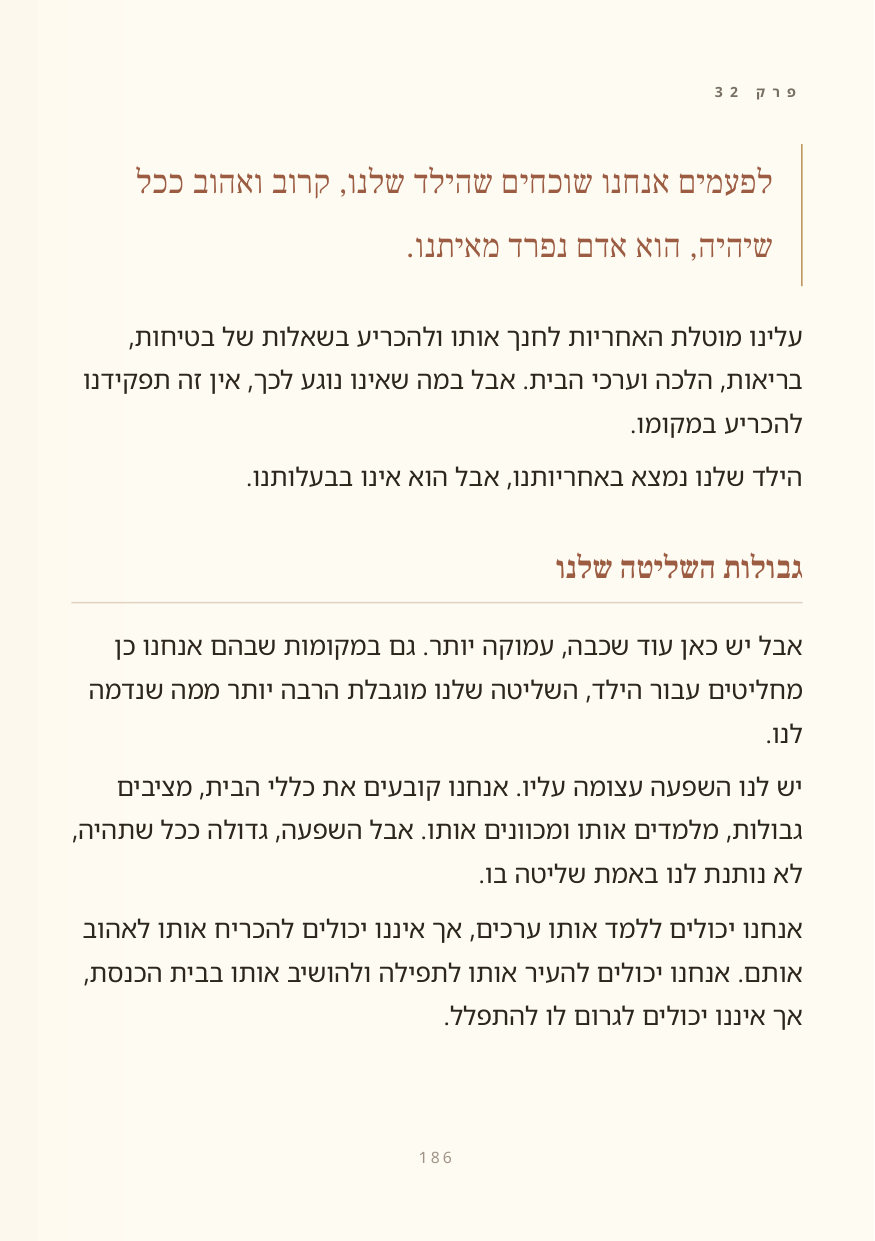 פרק 32
לפעמים אנחנו שוכחים שהילד שלנו, קרוב ואהוב ככל
שיהיה, הוא אדם נפרד מאיתנו.
עלינו מוטלת האחריות לחנך אותו ולהכריע בשאלות של בטיחות,
בריאות, הלכה וערכי הבית. אבל במה שאינו נוגע לכך, אין זה תפקידנו
להכריע במקומו.
הילד שלנו נמצא באחריותנו, אבל הוא אינו בבעלותנו.
גבולות השליטה שלנו
אבל יש כאן עוד שכבה, עמוקה יותר. גם במקומות שבהם אנחנו כן
מחליטים עבור הילד, השליטה שלנו מוגבלת הרבה יותר ממה שנדמה
לנו.
יש לנו השפעה עצומה עליו. אנחנו קובעים את כללי הבית, מציבים
גבולות, מלמדים אותו ומכוונים אותו. אבל השפעה, גדולה ככל שתהיה,
לא נותנת לנו באמת שליטה בו.
אנחנו יכולים ללמד אותו ערכים, אך איננו יכולים להכריח אותו לאהוב
אותם. אנחנו יכולים להעיר אותו לתפילה ולהושיב אותו בבית הכנסת,
אך איננו יכולים לגרום לו להתפלל.
186